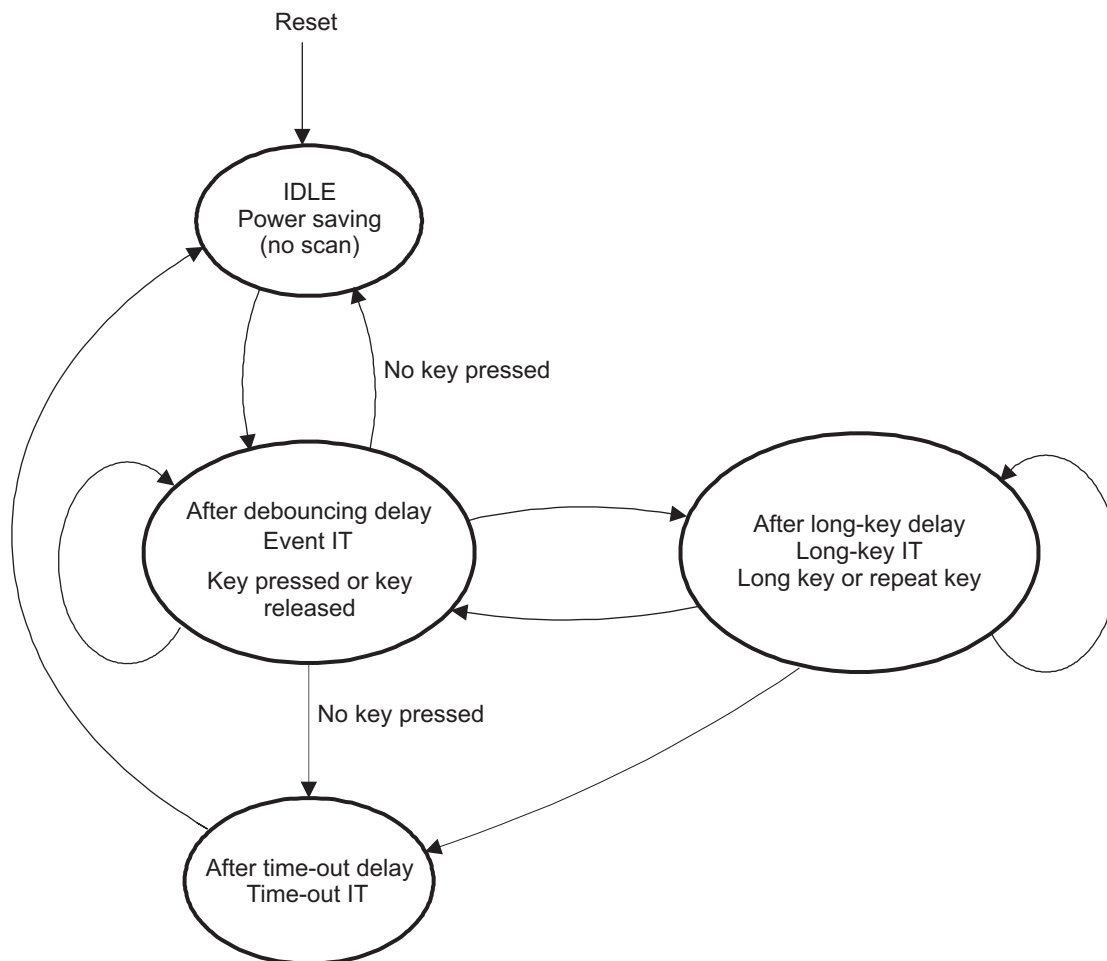 Reset
IDLE
Power saving
(no scan)
No key pressed
After debouncing delay
Event IT
Key pressed or key
released
After long-key delay
Long-key IT
Long key or repeat key
No key pressed
After time-out delay
Time-out IT